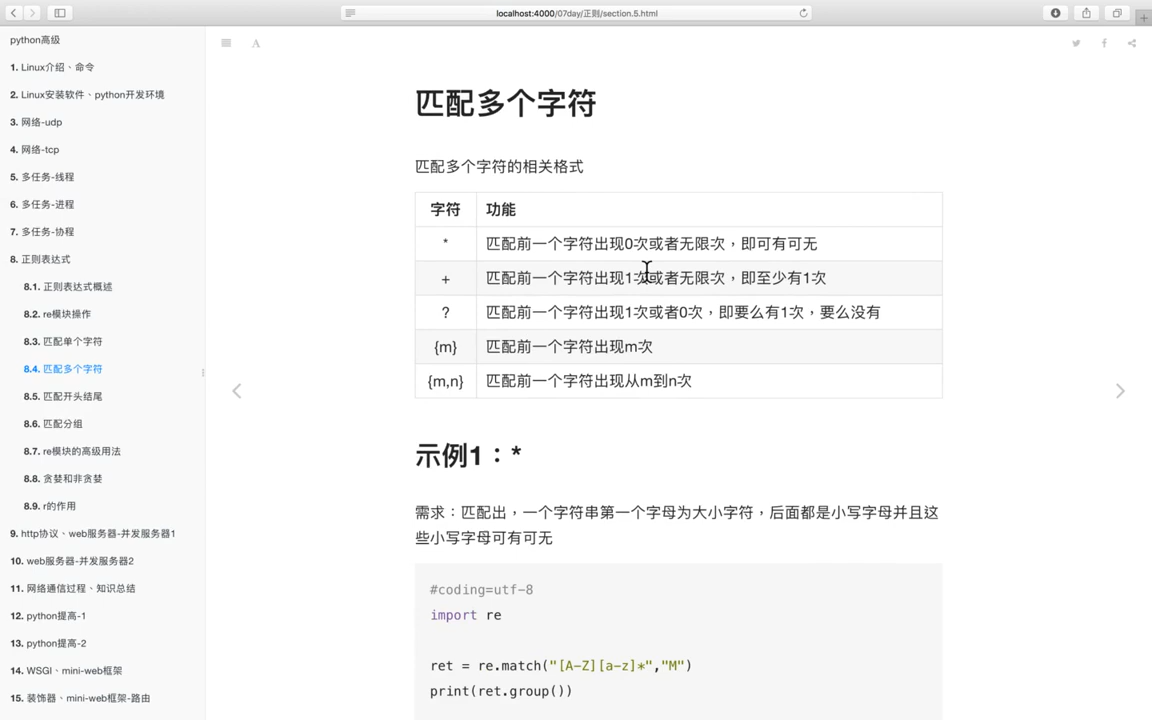 localhost:4000/07day/正则/section.5.html
python高级
1. Linux介绍、命令
2. Linux安装软件、python开发环境
3. 网络-udp
4. 网络-tcp
5. 多任务-线程
6. 多任务-进程
7. 多任务-协程
8. 正则表达式
8.1. 正则表达式概述
8.2. re模块操作
8.3. 匹配单个字符
8.4. 匹配多个字符
8.5. 匹配开头结尾
8.6. 匹配分组
8.7. re模块的高级用法
8.8. 贪婪和非贪婪
8.9. r的作用
9. http协议、web服务器-并发服务器1
10. web服务器-并发服务器2
11. 网络通信过程、知识总结
12. python提高-1
13. python提高-2
14. WSGI、mini-web框架
15. 装饰器、mini-web框架-路由
A
匹配多个字符
匹配多个字符的相关格式
字符 功能
* 匹配前一个字符出现0次或者无限次，即可有可无
+ 匹配前一个字符出现1次或者无限次，即至少有1次
? 匹配前一个字符出现1次或者0次，即要么有1次，要么没有
{m} 匹配前一个字符出现m次
{m,n} 匹配前一个字符出现从m到n次
示例1：*
需求：匹配出，一个字符串第一个字母为大小字符，后面都是小写字母并且这
些小写字母可有可无
#coding=utf-8
import re
ret = re.match("[A-Z][a-z]*","M")
print(ret.group())